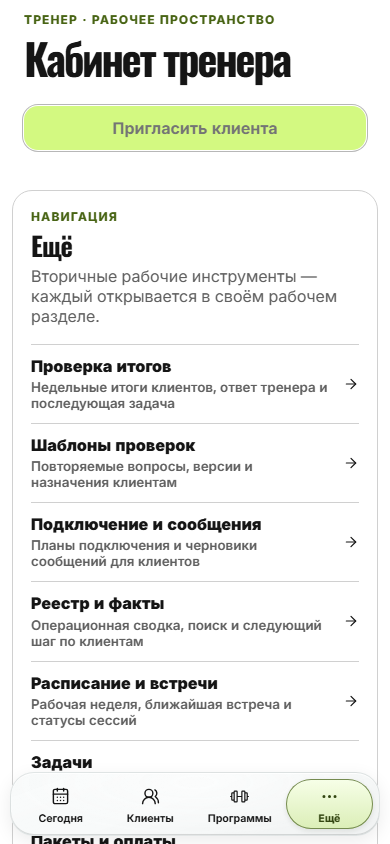 ТРЕНЕР · РАБОЧЕЕ ПРОСТРАНСТВО
Кабинет тренера
Пригласить клиента
НАВИГАЦИЯ
Ещё
Вторичные рабочие инструменты —
каждый открывается в своём рабочем
разделе.
Проверка итогов
Недельные итоги клиентов, ответ тренера и
последующая задача
Шаблоны проверок
Повторяемые вопросы, версии и
назначения клиентам
Подключение и сообщения
Планы подключения и черновики
сообщений для клиентов
Реестр и факты
Операционная сводка, поиск и следующий
шаг по клиентам
Расписание и встречи
Рабочая неделя, ближайшая встреча и
статусы сессий
Задачи
Сегодня
Клиенты
Программы
Ещё
Пакеты и оплаты